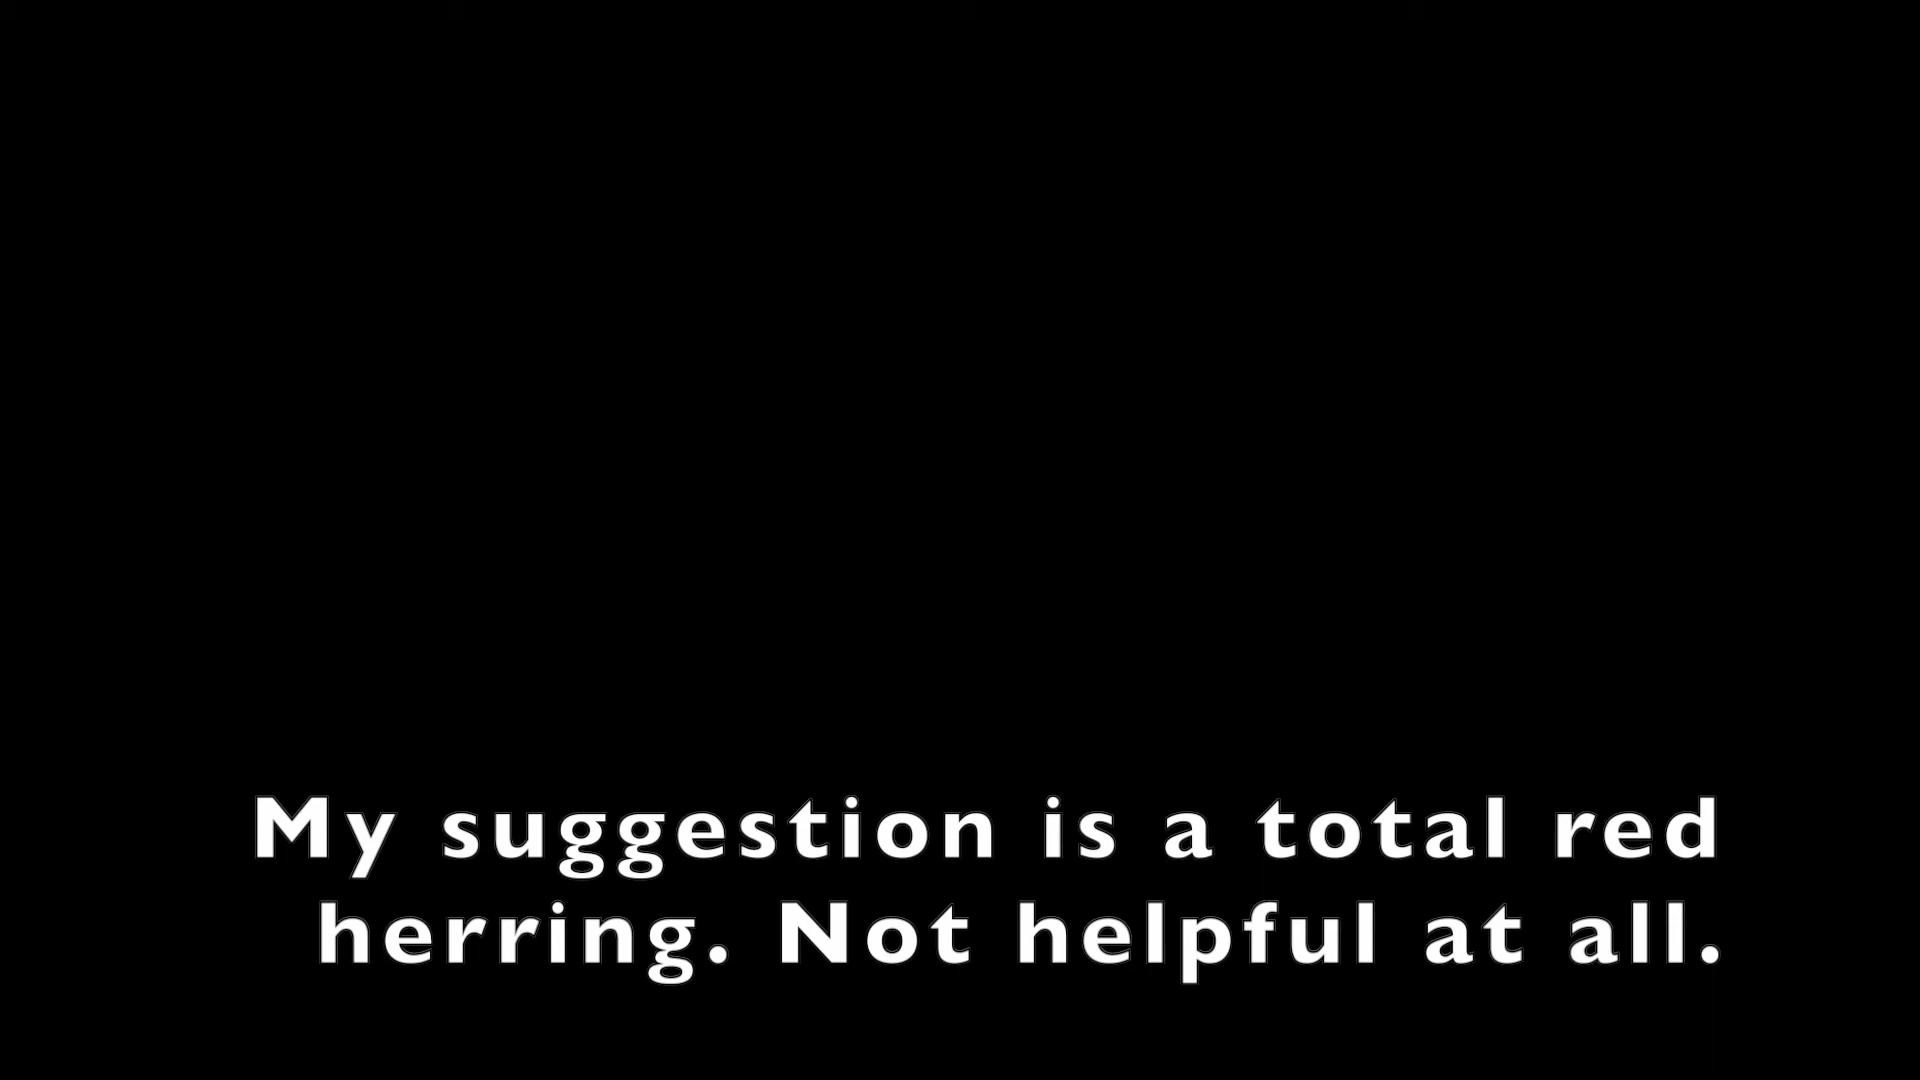 My suggestion is a total red
herring. Not helpful at all.